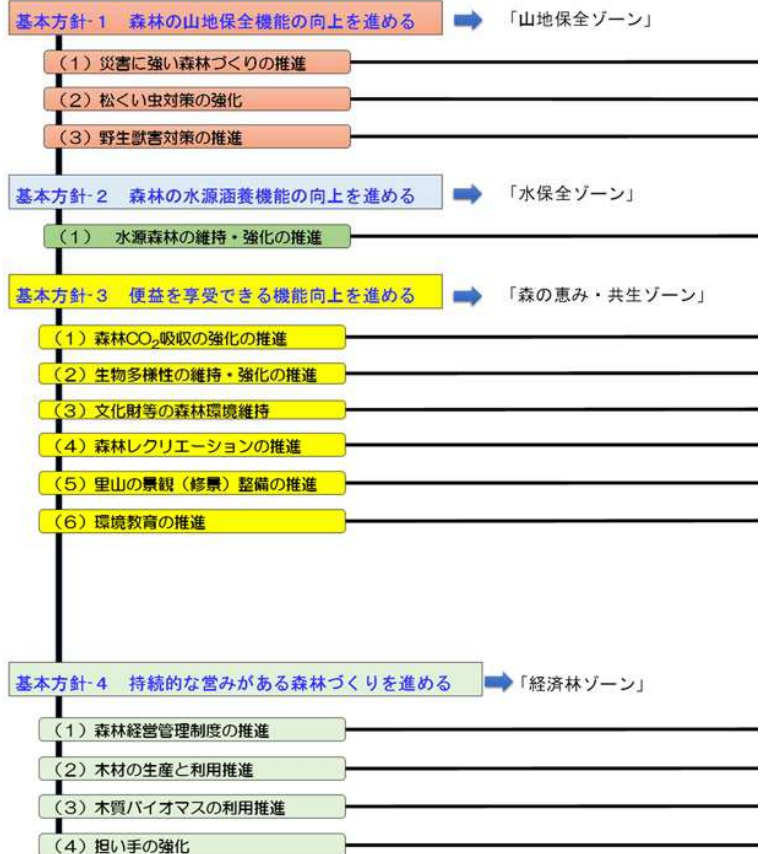 基本方針-1 森林の山地保全機能の向上を進める 「山地保全ゾーン」
(1)災害に強い森林づくりの推進
(2)松くい虫対策の強化
(3)野生獣害対策の推進
基本方針-2 森林の水源涵養機能の向上を進める 「水保全ゾーン」
(1) 水源森林の維持・強化の推進
基本方針-3 便益を享受できる機能向上を進める 「森の恵み・共生ゾーン」
(1)森林CO₂吸収の強化の推進
(2)生物多様性の維持・強化の推進
(3)文化財等の森林環境維持
(4)森林レクリエーションの推進
(5)里山の景観(修景)整備の推進
(6)環境教育の推進
基本方針-4 持続的な営みがある森林づくりを進める 「経済林ゾーン」
(1)森林経営管理制度の推進
(2)木材の生産と利用推進
(3)木質バイオマスの利用推進
(4)担い手の強化